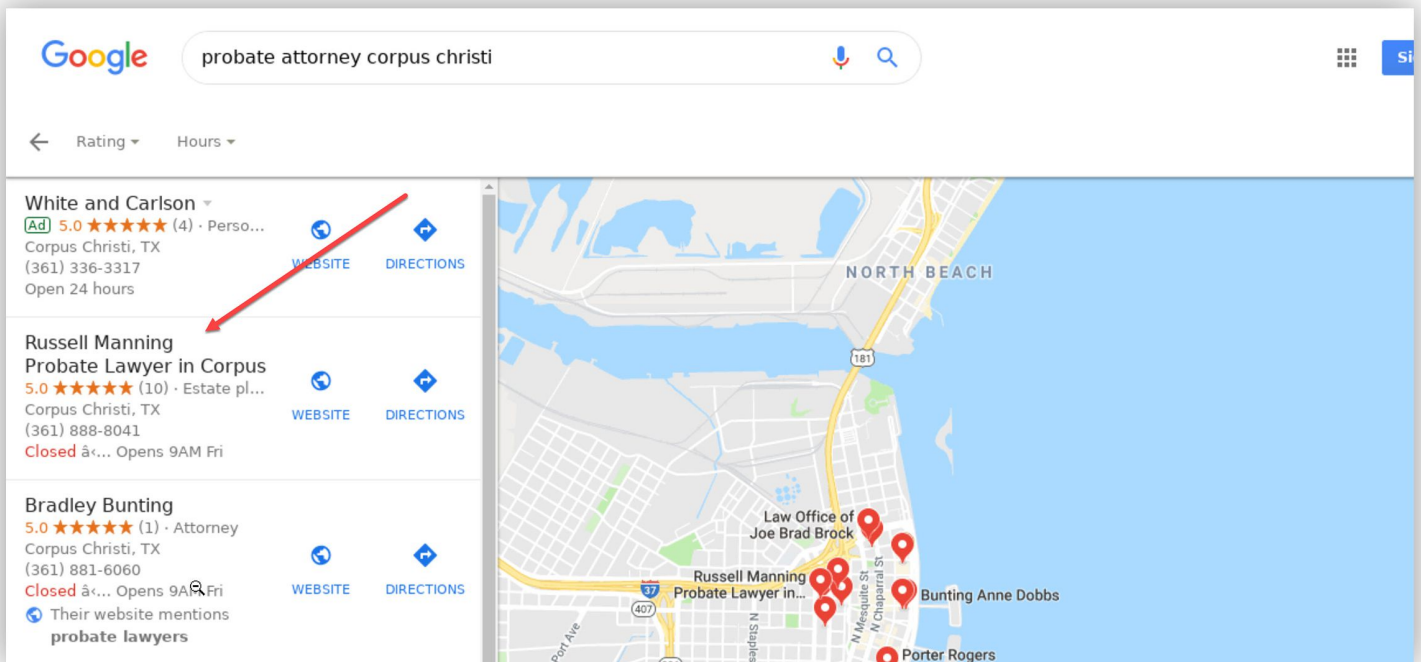 Google
probate attorney corpus christi
Rating
Hours
White and Carlson
Ad 5.0 (4) · Perso...
Corpus Christi, TX
(361) 336-3317
Open 24 hours
WEBSITE
DIRECTIONS
Russell Manning
Probate Lawyer in Corpus
5.0 (10) · Estate pl...
Corpus Christi, TX
(361) 888-8041
Closed â‹... Opens 9AM Fri
WEBSITE
DIRECTIONS
Bradley Bunting
5.0 (1) · Attorney
Corpus Christi, TX
(361) 881-6060
Closed â‹... Opens 9AM Fri
Their website mentions
probate lawyers
WEBSITE
DIRECTIONS
NORTH BEACH
181
Law Office of
Joe Brad Brock
Russell Manning
Probate Lawyer in...
Bunting Anne Dobbs
37
407
N Mesquite St
N Chaparral St
N Staples
Port Ave
Porter Rogers